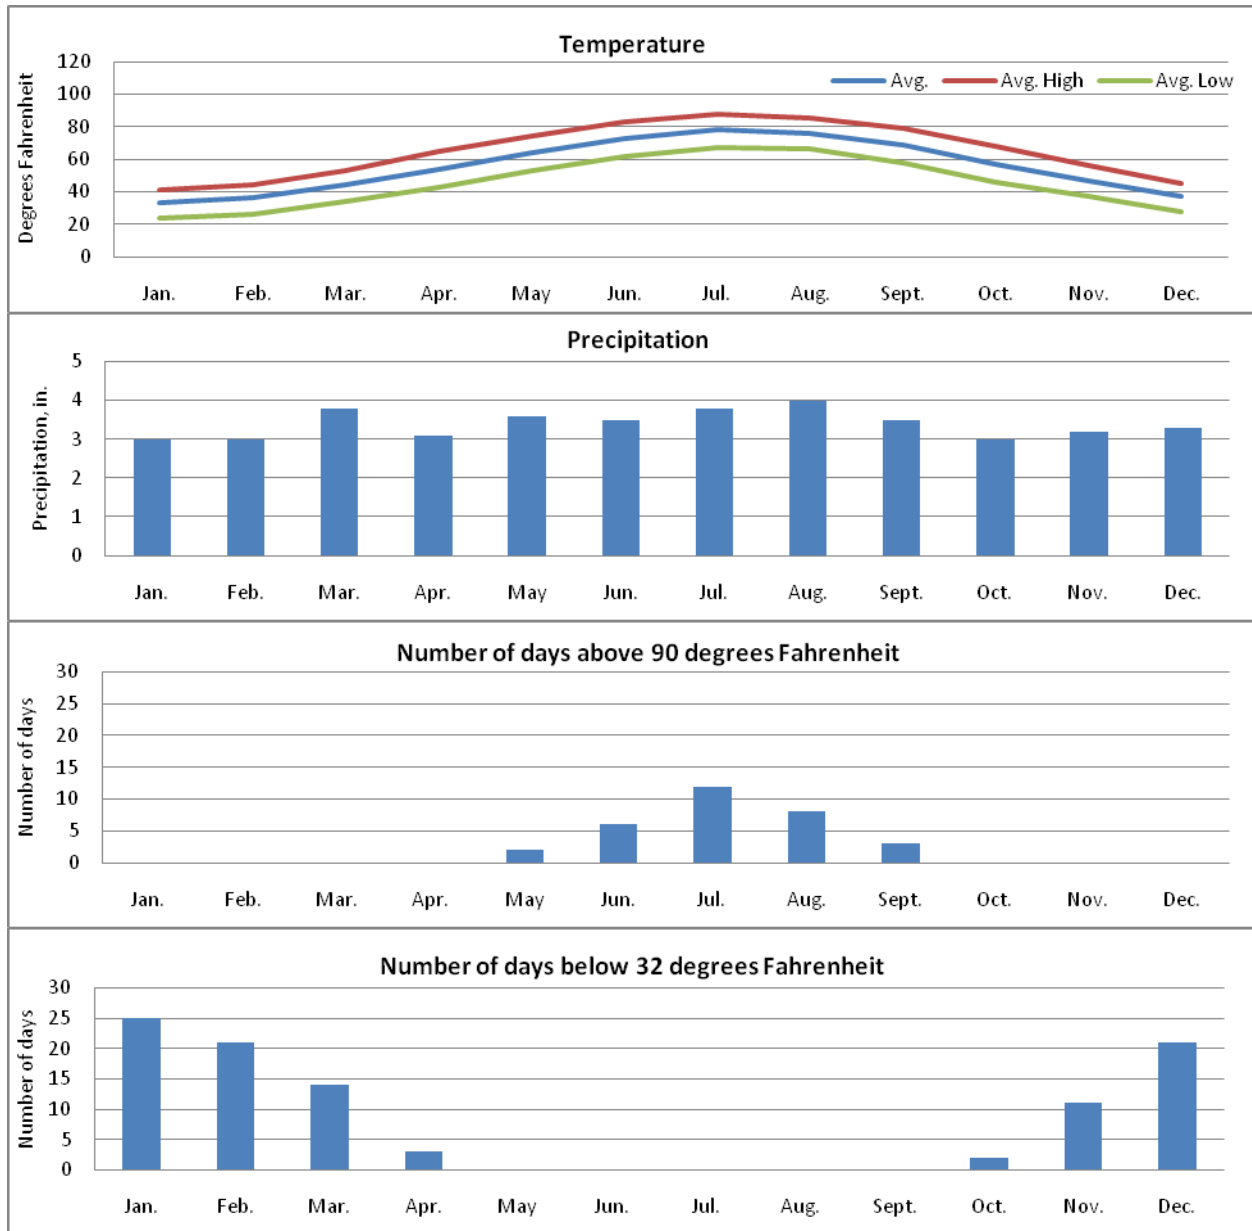 Temperature
Degrees Fahrenheit
120
100
80
60
40
20
0
Avg. Avg. High Avg. Low
Jan. Feb. Mar. Apr. May Jun. Jul. Aug. Sept. Oct. Nov. Dec.
Precipitation
Precipitation, in.
5
4
3
2
1
0
Jan. Feb. Mar. Apr. May Jun. Jul. Aug. Sept. Oct. Nov. Dec.
Number of days above 90 degrees Fahrenheit
Number of days
30
25
20
15
10
5
0
Jan. Feb. Mar. Apr. May Jun. Jul. Aug. Sept. Oct. Nov. Dec.
Number of days below 32 degrees Fahrenheit
Number of days
30
25
20
15
10
5
0
Jan. Feb. Mar. Apr. May Jun. Jul. Aug. Sept. Oct. Nov. Dec.